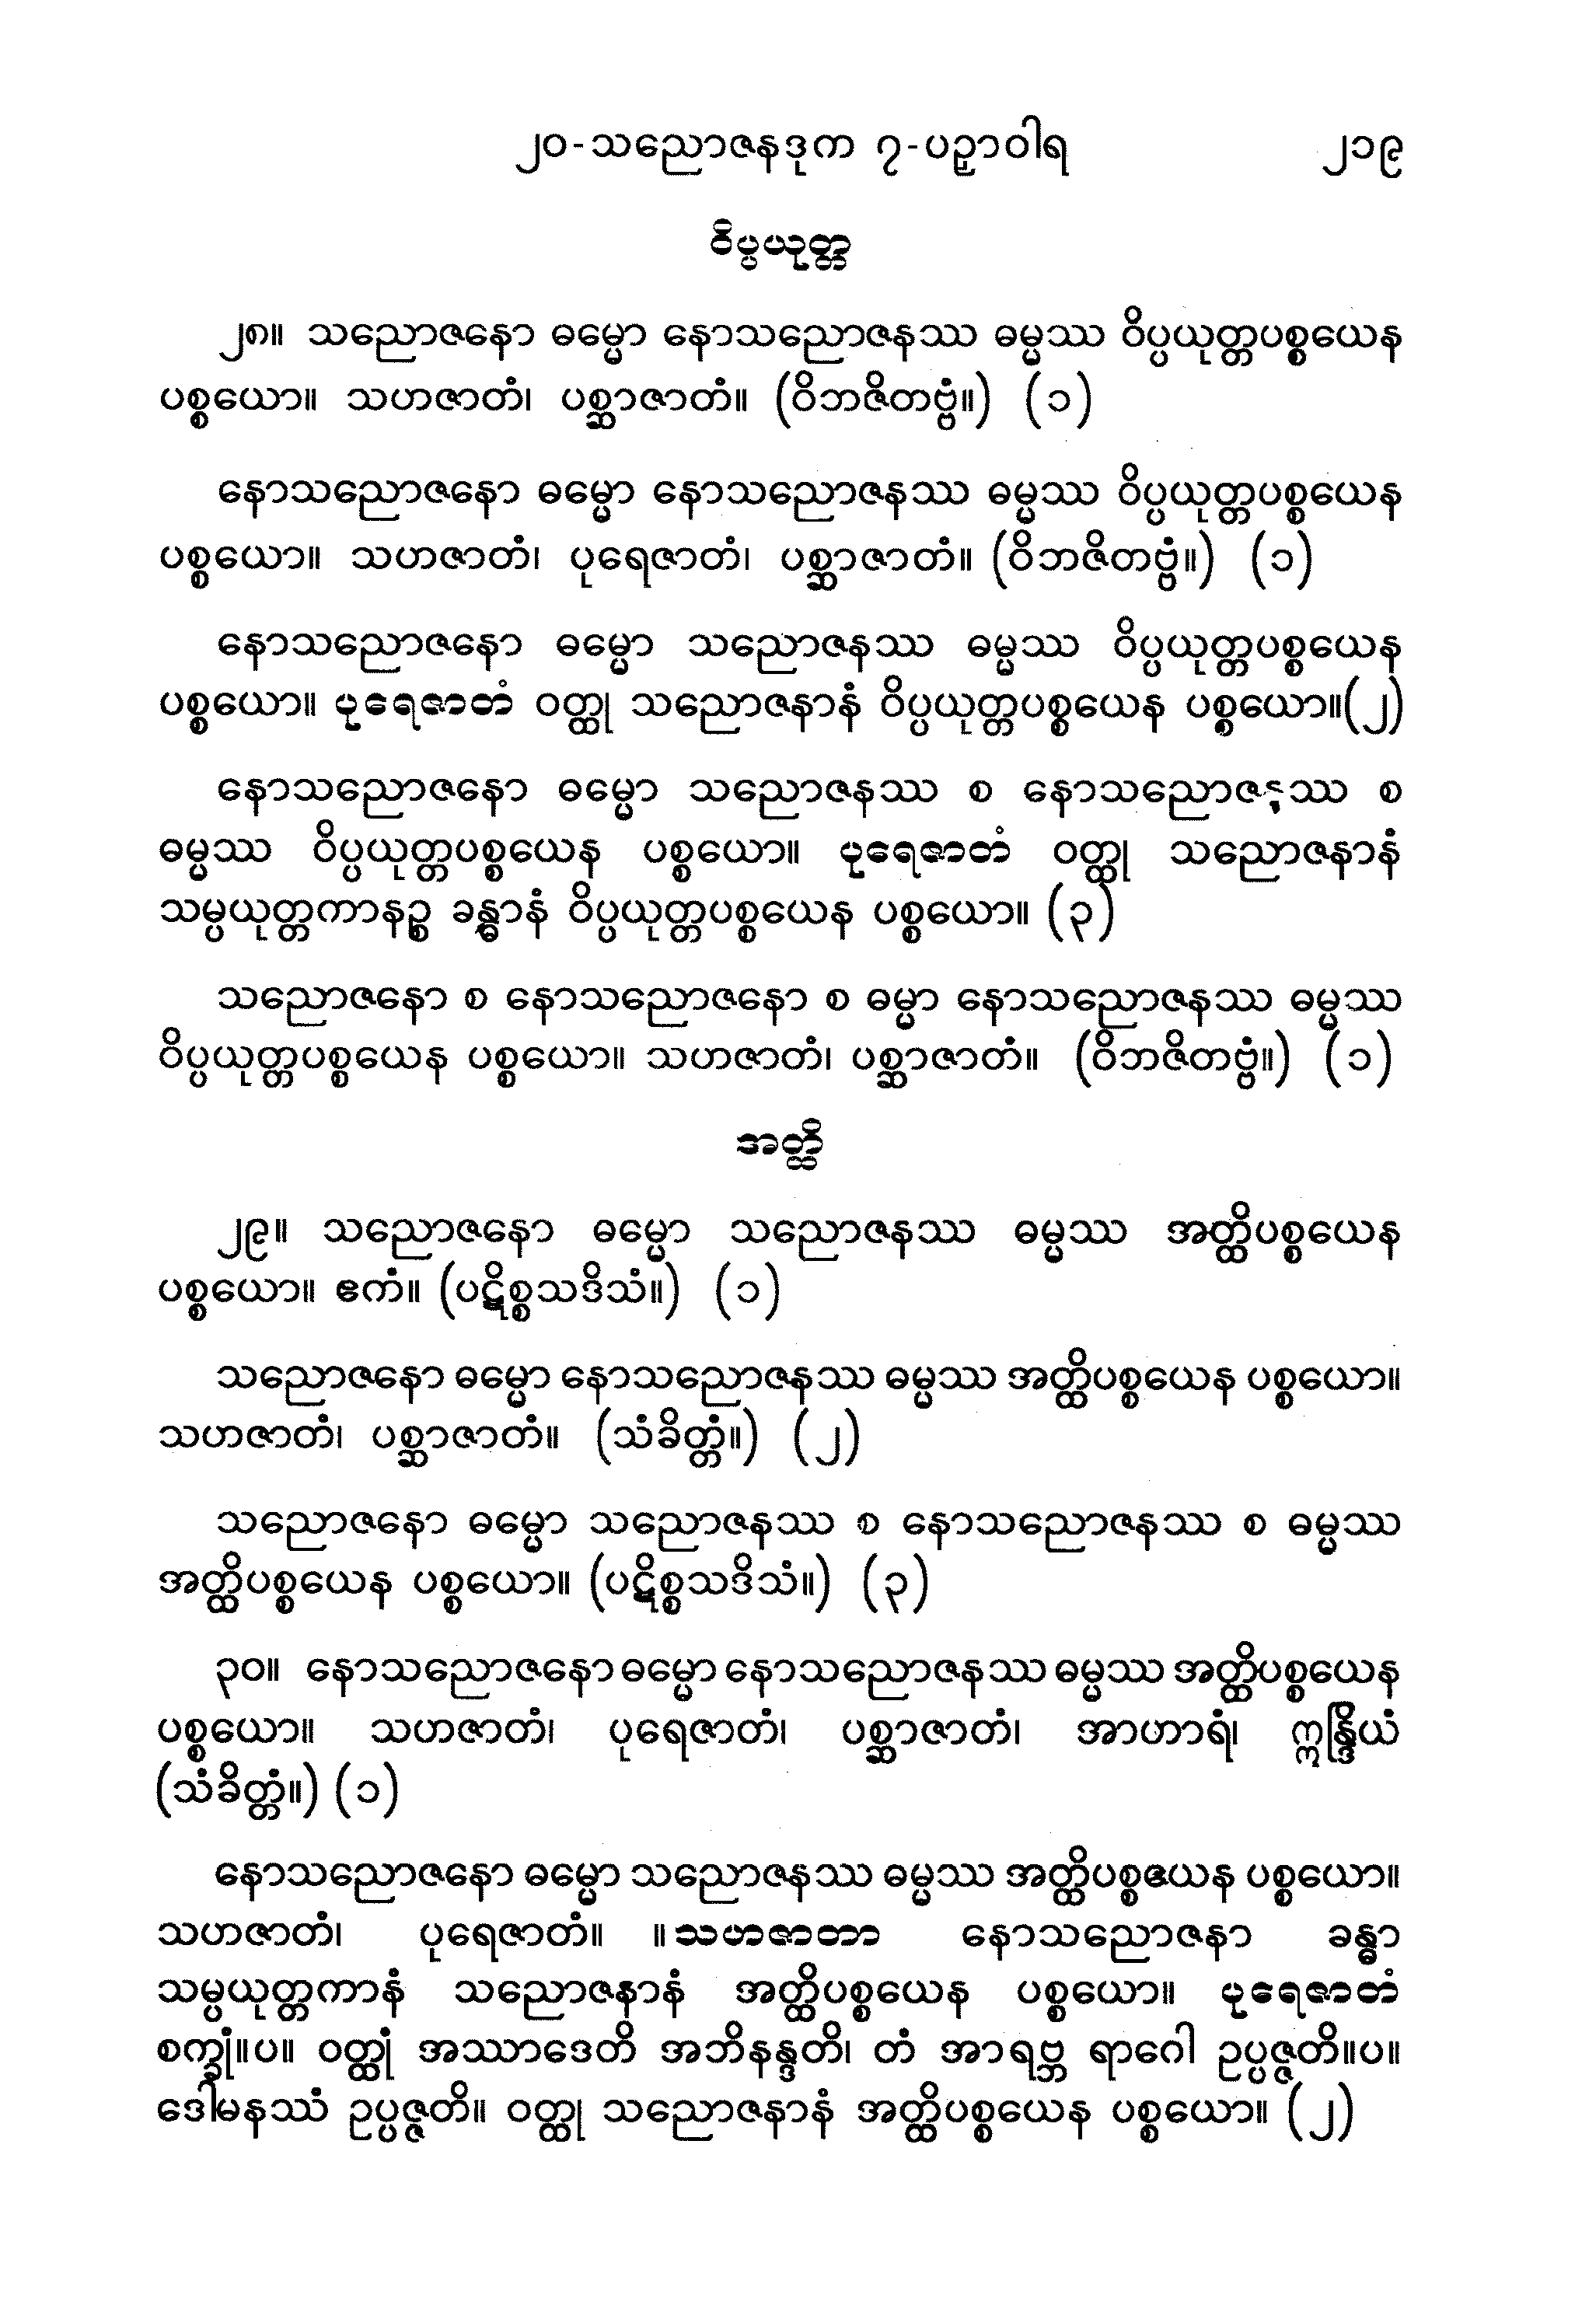 ၂၀-သညောဇနဒုက ၇-ပဉှာဝါရ ၂၁၉
ဝိပ္ပယုတ္တ
၂၈။ သညောဇနော ဓမ္မော နောသညောဇနဿ ဓမ္မဿ ဝိပ္ပယုတ္တပစ္စယေန
ပစ္စယော။ သဟဇာတံ၊ ပစ္ဆာဇာတံ။ (ဝိဘဇိတဗ္ဗံ။) (၁)
နောသညောဇနော ဓမ္မော နောသညောဇနဿ ဓမ္မဿ ဝိပ္ပယုတ္တပစ္စယေန
ပစ္စယော။ သဟဇာတံ၊ ပုရေဇာတံ၊ ပစ္ဆာဇာတံ။ (ဝိဘဇိတဗ္ဗံ။) (၁)
နောသညောဇနော ဓမ္မော သညောဇနဿ ဓမ္မဿ ဝိပ္ပယုတ္တပစ္စယေန
ပစ္စယော။ ပုရေဇာတံ ဝတ္ထု သညောဇနာနံ ဝိပ္ပယုတ္တပစ္စယေန ပစ္စယော။(၂)
နောသညောဇနော ဓမ္မော သညောဇနဿ စ နောသညောဇနဿ စ
ဓမ္မဿ ဝိပ္ပယုတ္တပစ္စယေန ပစ္စယော။ ပုရေဇာတံ ဝတ္ထု သညောဇနာနံ
သမ္ပယုတ္တကာနဉ္စ ခန္ဓာနံ ဝိပ္ပယုတ္တပစ္စယေန ပစ္စယော။ (၃)
သညောဇနော စ နောသညောဇနော စ ဓမ္မာ နောသညောဇနဿ ဓမ္မဿ
ဝိပ္ပယုတ္တပစ္စယေန ပစ္စယော။ သဟဇာတံ၊ ပစ္ဆာဇာတံ။ (ဝိဘဇိတဗ္ဗံ။) (၁)
အတ္ထိ
၂၉။ သညောဇနော ဓမ္မော သညောဇနဿ ဓမ္မဿ အတ္ထိပစ္စယေန
ပစ္စယော။ ဧကံ။ (ပဋိစ္စသဒိသံ။) (၁)
သညောဇနော ဓမ္မော နောသညောဇနဿ ဓမ္မဿ အတ္ထိပစ္စယေန ပစ္စယော။
သဟဇာတံ၊ ပစ္ဆာဇာတံ။ (သံခိတ္တံ။) (၂)
သညောဇနော ဓမ္မော သညောဇနဿ စ နောသညောဇနဿ စ ဓမ္မဿ
အတ္ထိပစ္စယေန ပစ္စယော။ (ပဋိစ္စသဒိသံ။) (၃)
၃၀။ နောသညောဇနော ဓမ္မော နောသညောဇနဿ ဓမ္မဿ အတ္ထိပစ္စယေန
ပစ္စယော။ သဟဇာတံ၊ ပုရေဇာတံ၊ ပစ္ဆာဇာတံ၊ အာဟာရံ၊ ဣန္ဒြိယံ
(သံခိတ္တံ။) (၁)
နောသညောဇနော ဓမ္မော သညောဇနဿ ဓမ္မဿ အတ္ထိပစ္စယေန ပစ္စယော။
သဟဇာတံ၊ ပုရေဇာတံ။ ။သဟဇာတာ နောသညောဇနာ ခန္ဓာ
သမ္ပယုတ္တကာနံ သညောဇနာနံ အတ္ထိပစ္စယေန ပစ္စယော။ ပုရေဇာတံ
စက္ခုံ။ပ။ ဝတ္ထုံ အဿာဒေတိ အဘိနန္ဒတိ၊ တံ အာရဗ္ဘ ရာဂေါ ဥပ္ပဇ္ဇတိ။ပ။
ဒေါမနဿံ ဥပ္ပဇ္ဇတိ။ ဝတ္ထု သညောဇနာနံ အတ္ထိပစ္စယေန ပစ္စယော။ (၂)